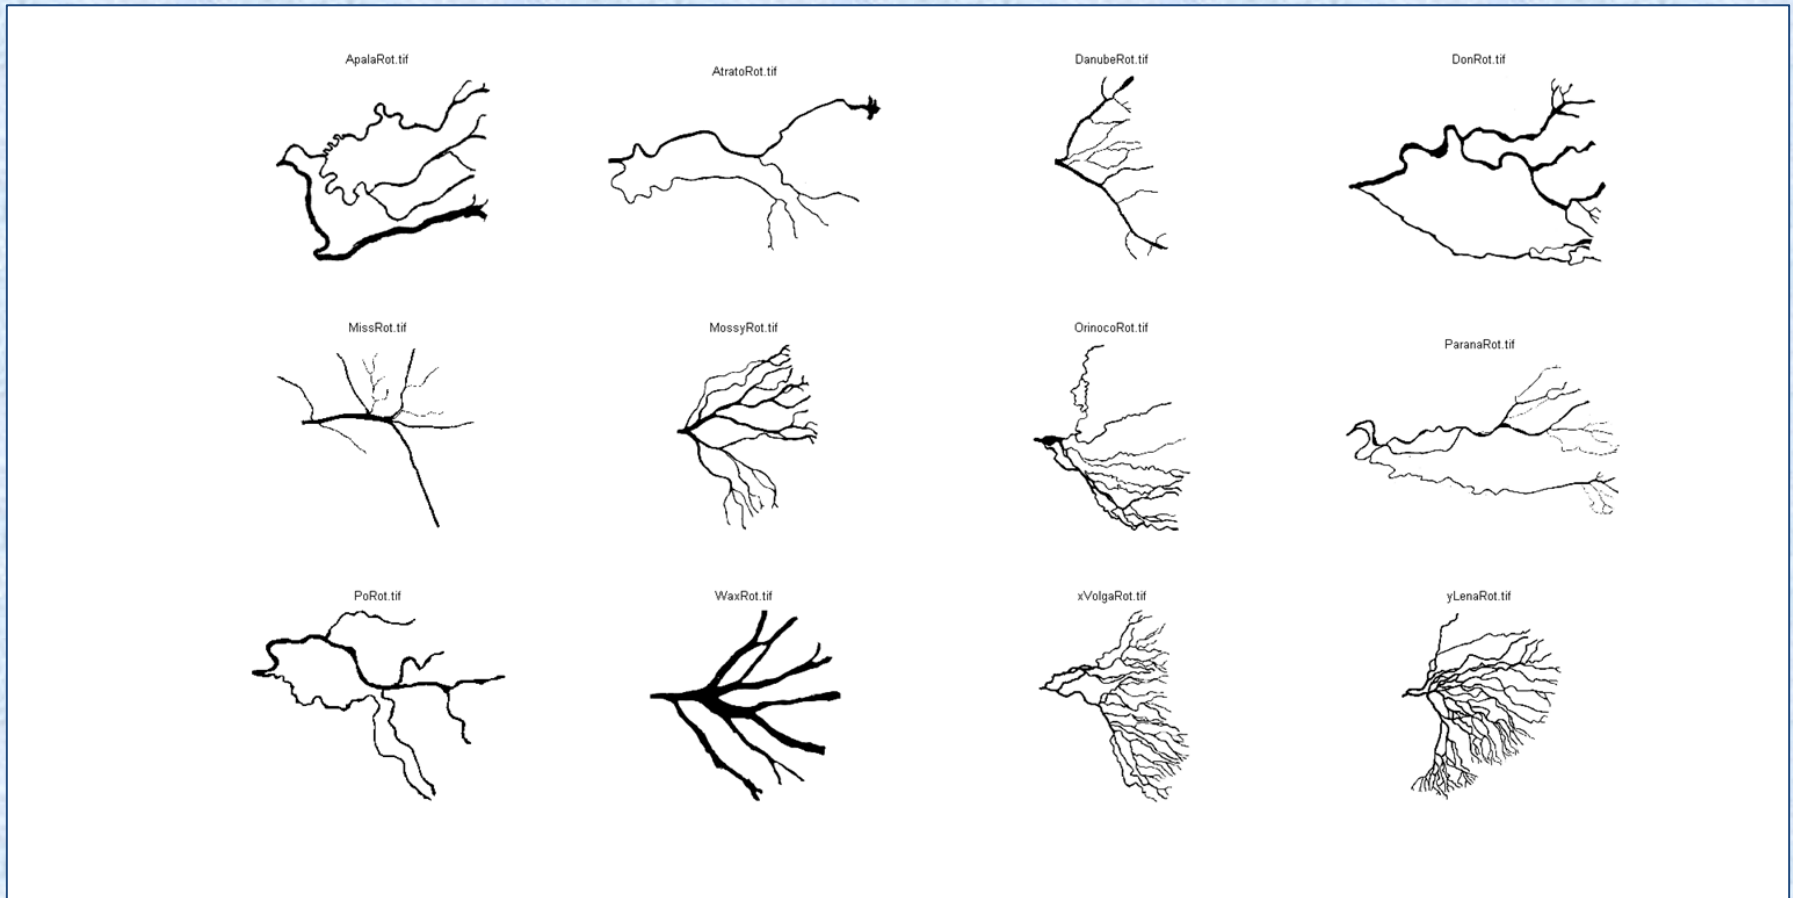 ApalaRot.tif
AtratoRot.tif
DanubeRot.tif
DonRot.tif
MissRot.tif
MossyRot.tif
OrinocoRot.tif
ParanaRot.tif
PoRot.tif
WaxRot.tif
xVolgaRot.tif
yLenaRot.tif